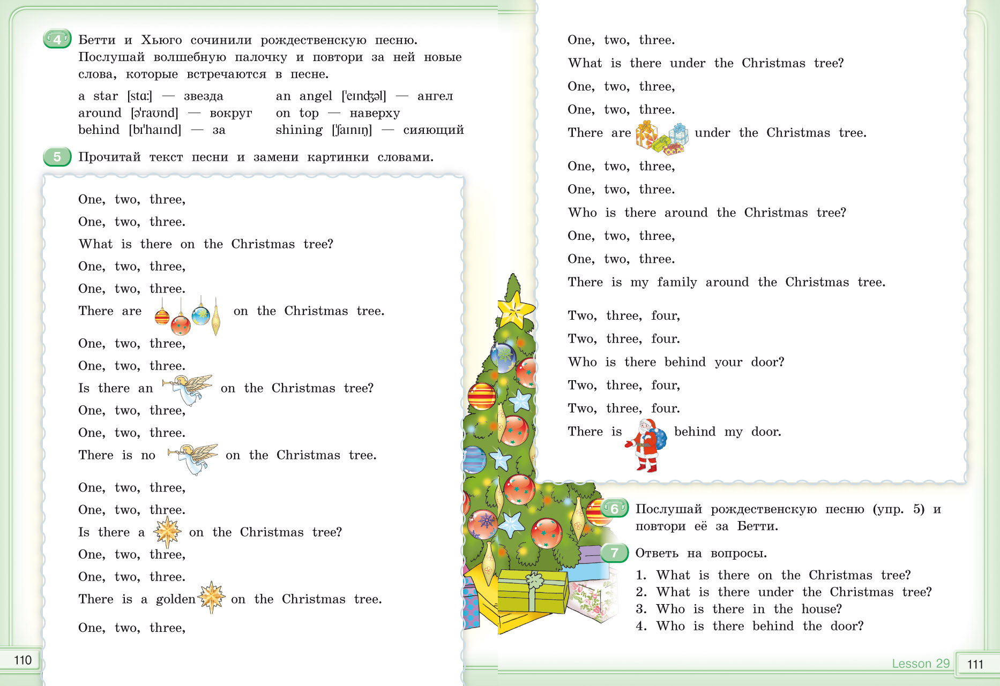 4 Бетти и Хьюго сочинили рождественскую песню.
Послушай волшебную палочку и повтори за ней новые
слова, которые встречаются в песне.
a star [stɑ:] — звезда
around [ə'raʊnd] — вокруг
behind [bɪ'haɪnd] — за
an angel ['eɪnʤəl] — ангел
on top — наверху
shining ['ʃaɪnɪŋ] — сияющий
5 Прочитай текст песни и замени картинки словами.
One, two, three,
One, two, three.
What is there on the Christmas tree?
One, two, three,
One, two, three.
There are on the Christmas tree.
One, two, three,
One, two, three.
Is there an on the Christmas tree?
One, two, three,
One, two, three.
There is no on the Christmas tree.
One, two, three,
One, two, three.
Is there a on the Christmas tree?
One, two, three,
One, two, three.
There is a golden on the Christmas tree.
One, two, three,
110
One, two, three.
What is there under the Christmas tree?
One, two, three,
One, two, three.
There are under the Christmas tree.
One, two, three,
One, two, three.
Who is there around the Christmas tree?
One, two, three,
One, two, three.
There is my family around the Christmas tree.
Two, three, four,
Two, three, four.
Who is there behind your door?
Two, three, four,
Two, three, four.
There is behind my door.
6 Послушай рождественскую песню (упр. 5) и
повтори её за Бетти.
7 Ответь на вопросы.
1. What is there on the Christmas tree?
2. What is there under the Christmas tree?
3. Who is there in the house?
4. Who is there behind the door?
Lesson 29
111